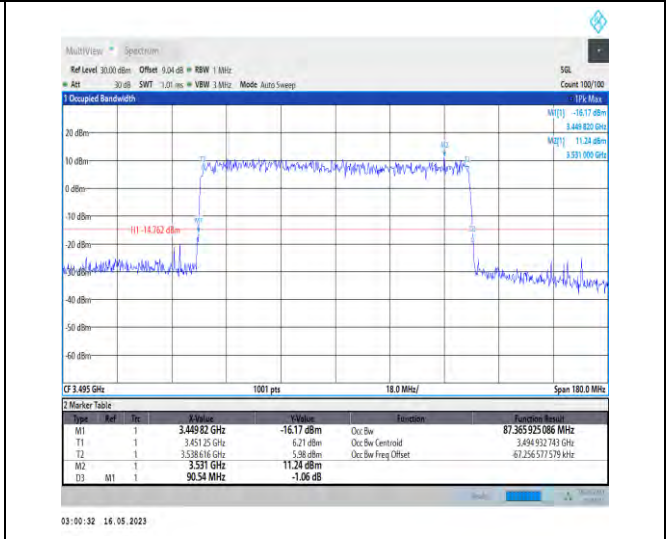 MultiView Spectrum
Ref Level 30.00 dBm Offset 9.04 dB RBW 1 MHz SGL
Att 30 dB SWT 1.01 ms VBW 3 MHz Mode Auto Sweep Count 100/100
1 Occupied Bandwidth 1Pk Max
M1[1] -16.17 dBm
3.449 820 GHz
20 dBm
M2[1] 11.24 dBm
3.531 000 GHz
M2
10 dBm
T1
0 dBm
-10 dBm
M1
H1 -14.762 dBm
D3
-20 dBm
-30 dBm
-40 dBm
-50 dBm
-60 dBm
CF 3.495 GHz 1001 pts 18.0 MHz/ Span 180.0 MHz
2 Marker Table
Type Ref Trc X-Value Y-Value Function Function Result
M1 1 3.449 82 GHz -16.17 dBm Occ Bw 87.365 925 086 MHz
T1 1 3.451 25 GHz 6.21 dBm Occ Bw Centroid 3.494 932 743 GHz
T2 1 3.538 616 GHz 5.98 dBm Occ Bw Freq Offset -67.256 577 579 kHz
M2 1 3.531 GHz 11.24 dBm
D3 M1 1 90.54 MHz -1.06 dB
Ready
03:00:32 16.05.2023